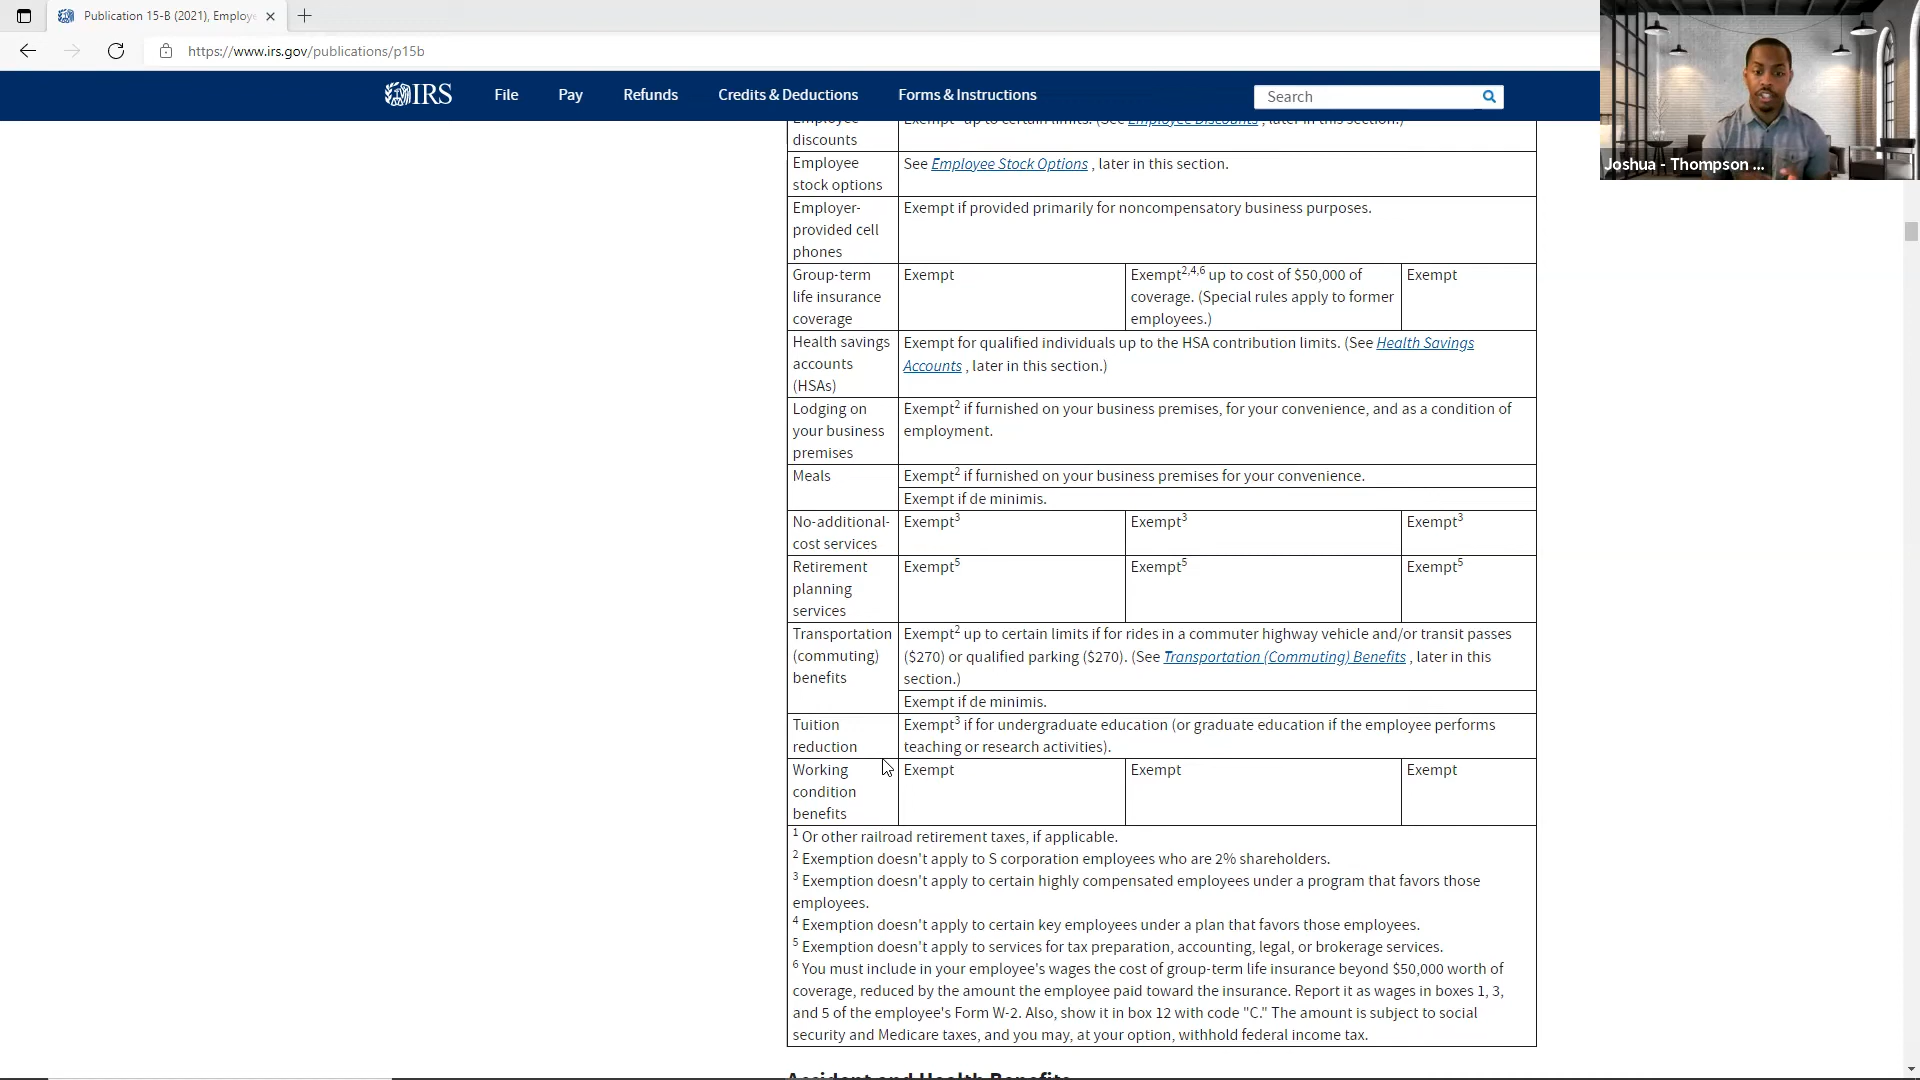 Publication 15-B (2021), Employe
https://www.irs.gov/publications/p15b
IRS
File
Pay
Refunds
Credits & Deductions
Forms & Instructions
Search
Joshua - Thompson ...
Employee
discounts
Exempt up to certain limits. (See Employee Discounts , later in this section.)
Employee
stock options
See Employee Stock Options , later in this section.
Employer-
provided cell
phones
Exempt if provided primarily for noncompensatory business purposes.
Group-term
life insurance
coverage
Exempt
Exempt2,4,6 up to cost of $50,000 of
coverage. (Special rules apply to former
employees.)
Exempt
Health savings
accounts
(HSAs)
Exempt for qualified individuals up to the HSA contribution limits. (See Health Savings
Accounts , later in this section.)
Lodging on
your business
premises
Exempt2 if furnished on your business premises, for your convenience, and as a condition of
employment.
Meals
Exempt2 if furnished on your business premises for your convenience.
Exempt if de minimis.
No-additional-
cost services
Exempt3
Exempt3
Exempt3
Retirement
planning
services
Exempt5
Exempt5
Exempt5
Transportation
(commuting)
benefits
Exempt2 up to certain limits if for rides in a commuter highway vehicle and/or transit passes
($270) or qualified parking ($270). (See Transportation (Commuting) Benefits , later in this
section.)
Exempt if de minimis.
Tuition
reduction
Exempt3 if for undergraduate education (or graduate education if the employee performs
teaching or research activities).
Working
condition
benefits
Exempt
Exempt
Exempt
1 Or other railroad retirement taxes, if applicable.
2 Exemption doesn't apply to S corporation employees who are 2% shareholders.
3 Exemption doesn't apply to certain highly compensated employees under a program that favors those
employees.
4 Exemption doesn't apply to certain key employees under a plan that favors those employees.
5 Exemption doesn't apply to services for tax preparation, accounting, legal, or brokerage services.
6 You must include in your employee's wages the cost of group-term life insurance beyond $50,000 worth of
coverage, reduced by the amount the employee paid toward the insurance. Report it as wages in boxes 1, 3,
and 5 of the employee's Form W-2. Also, show it in box 12 with code "C." The amount is subject to social
security and Medicare taxes, and you may, at your option, withhold federal income tax.
Accident and Health Benefits